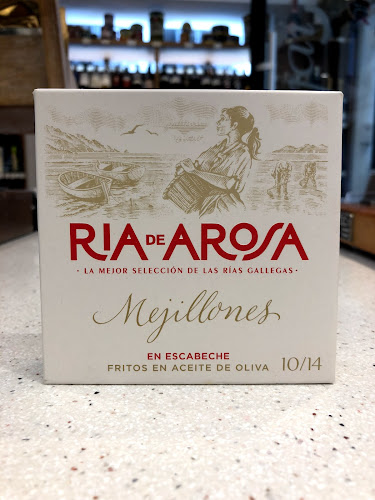 RIA DE AROSA
· LA MEJOR SELECCIÓN DE LAS RÍAS GALLEGAS ·
Mejillones
EN ESCABECHE
FRITOS EN ACEITE DE OLIVA 10/14